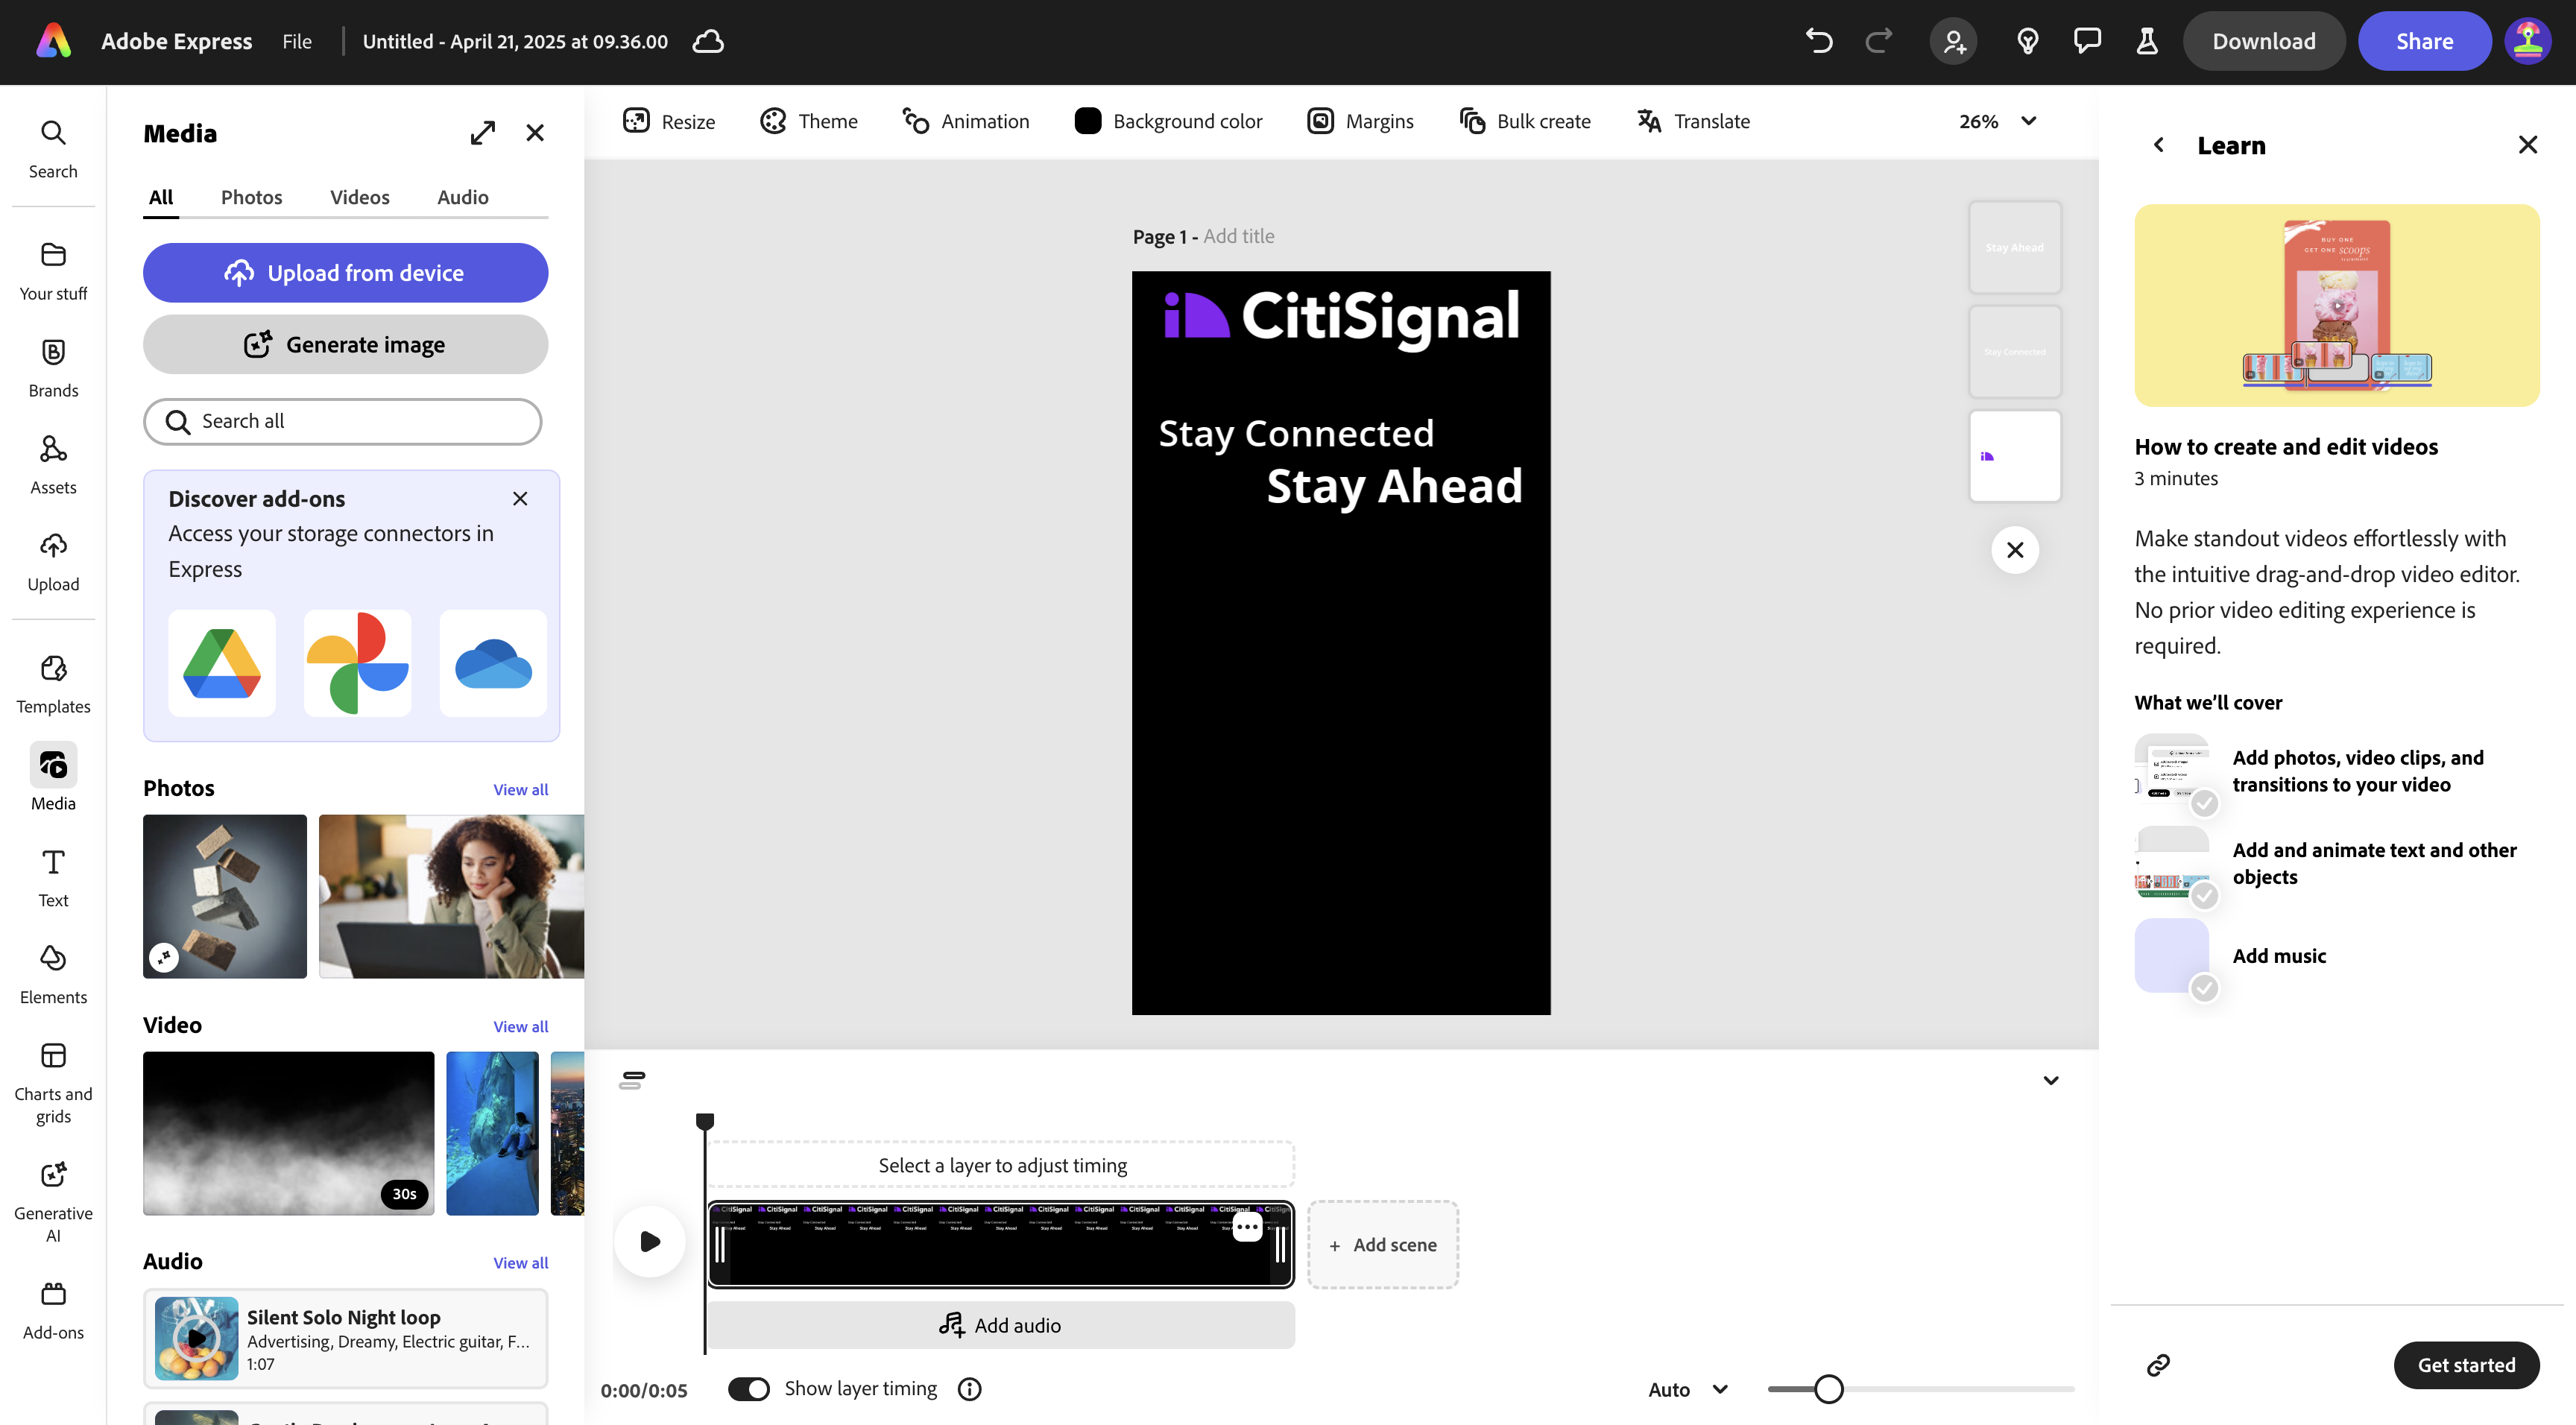 Adobe Express
File
Untitled - April 21, 2025 at 09.36.00
Download
Share
Search
Your stuff
Brands
Assets
Upload
Templates
Media
Text
Elements
Charts and
grids
Generative
AI
Add-ons
Media
All
Photos
Videos
Audio
Upload from device
Generate image
Search all
Discover add-ons
Access your storage connectors in
Express
Photos
View all
Video
View all
30s
Audio
View all
Silent Solo Night loop
Advertising, Dreamy, Electric guitar, F...
1:07
Resize
Theme
Animation
Background color
Margins
Bulk create
Translate
26%
Page 1 - Add title
CitiSignal
Stay Connected
Stay Ahead
Stay Ahead
Stay Connected
Select a layer to adjust timing
+ Add scene
Add audio
0:00/0:05
Show layer timing
Auto
Learn
BUY ONE
GET ONE scoops
How to create and edit videos
3 minutes
Make standout videos effortlessly with
the intuitive drag-and-drop video editor.
No prior video editing experience is
required.
What we'll cover
Add photos, video clips, and
transitions to your video
Add and animate text and other
objects
Add music
Get started